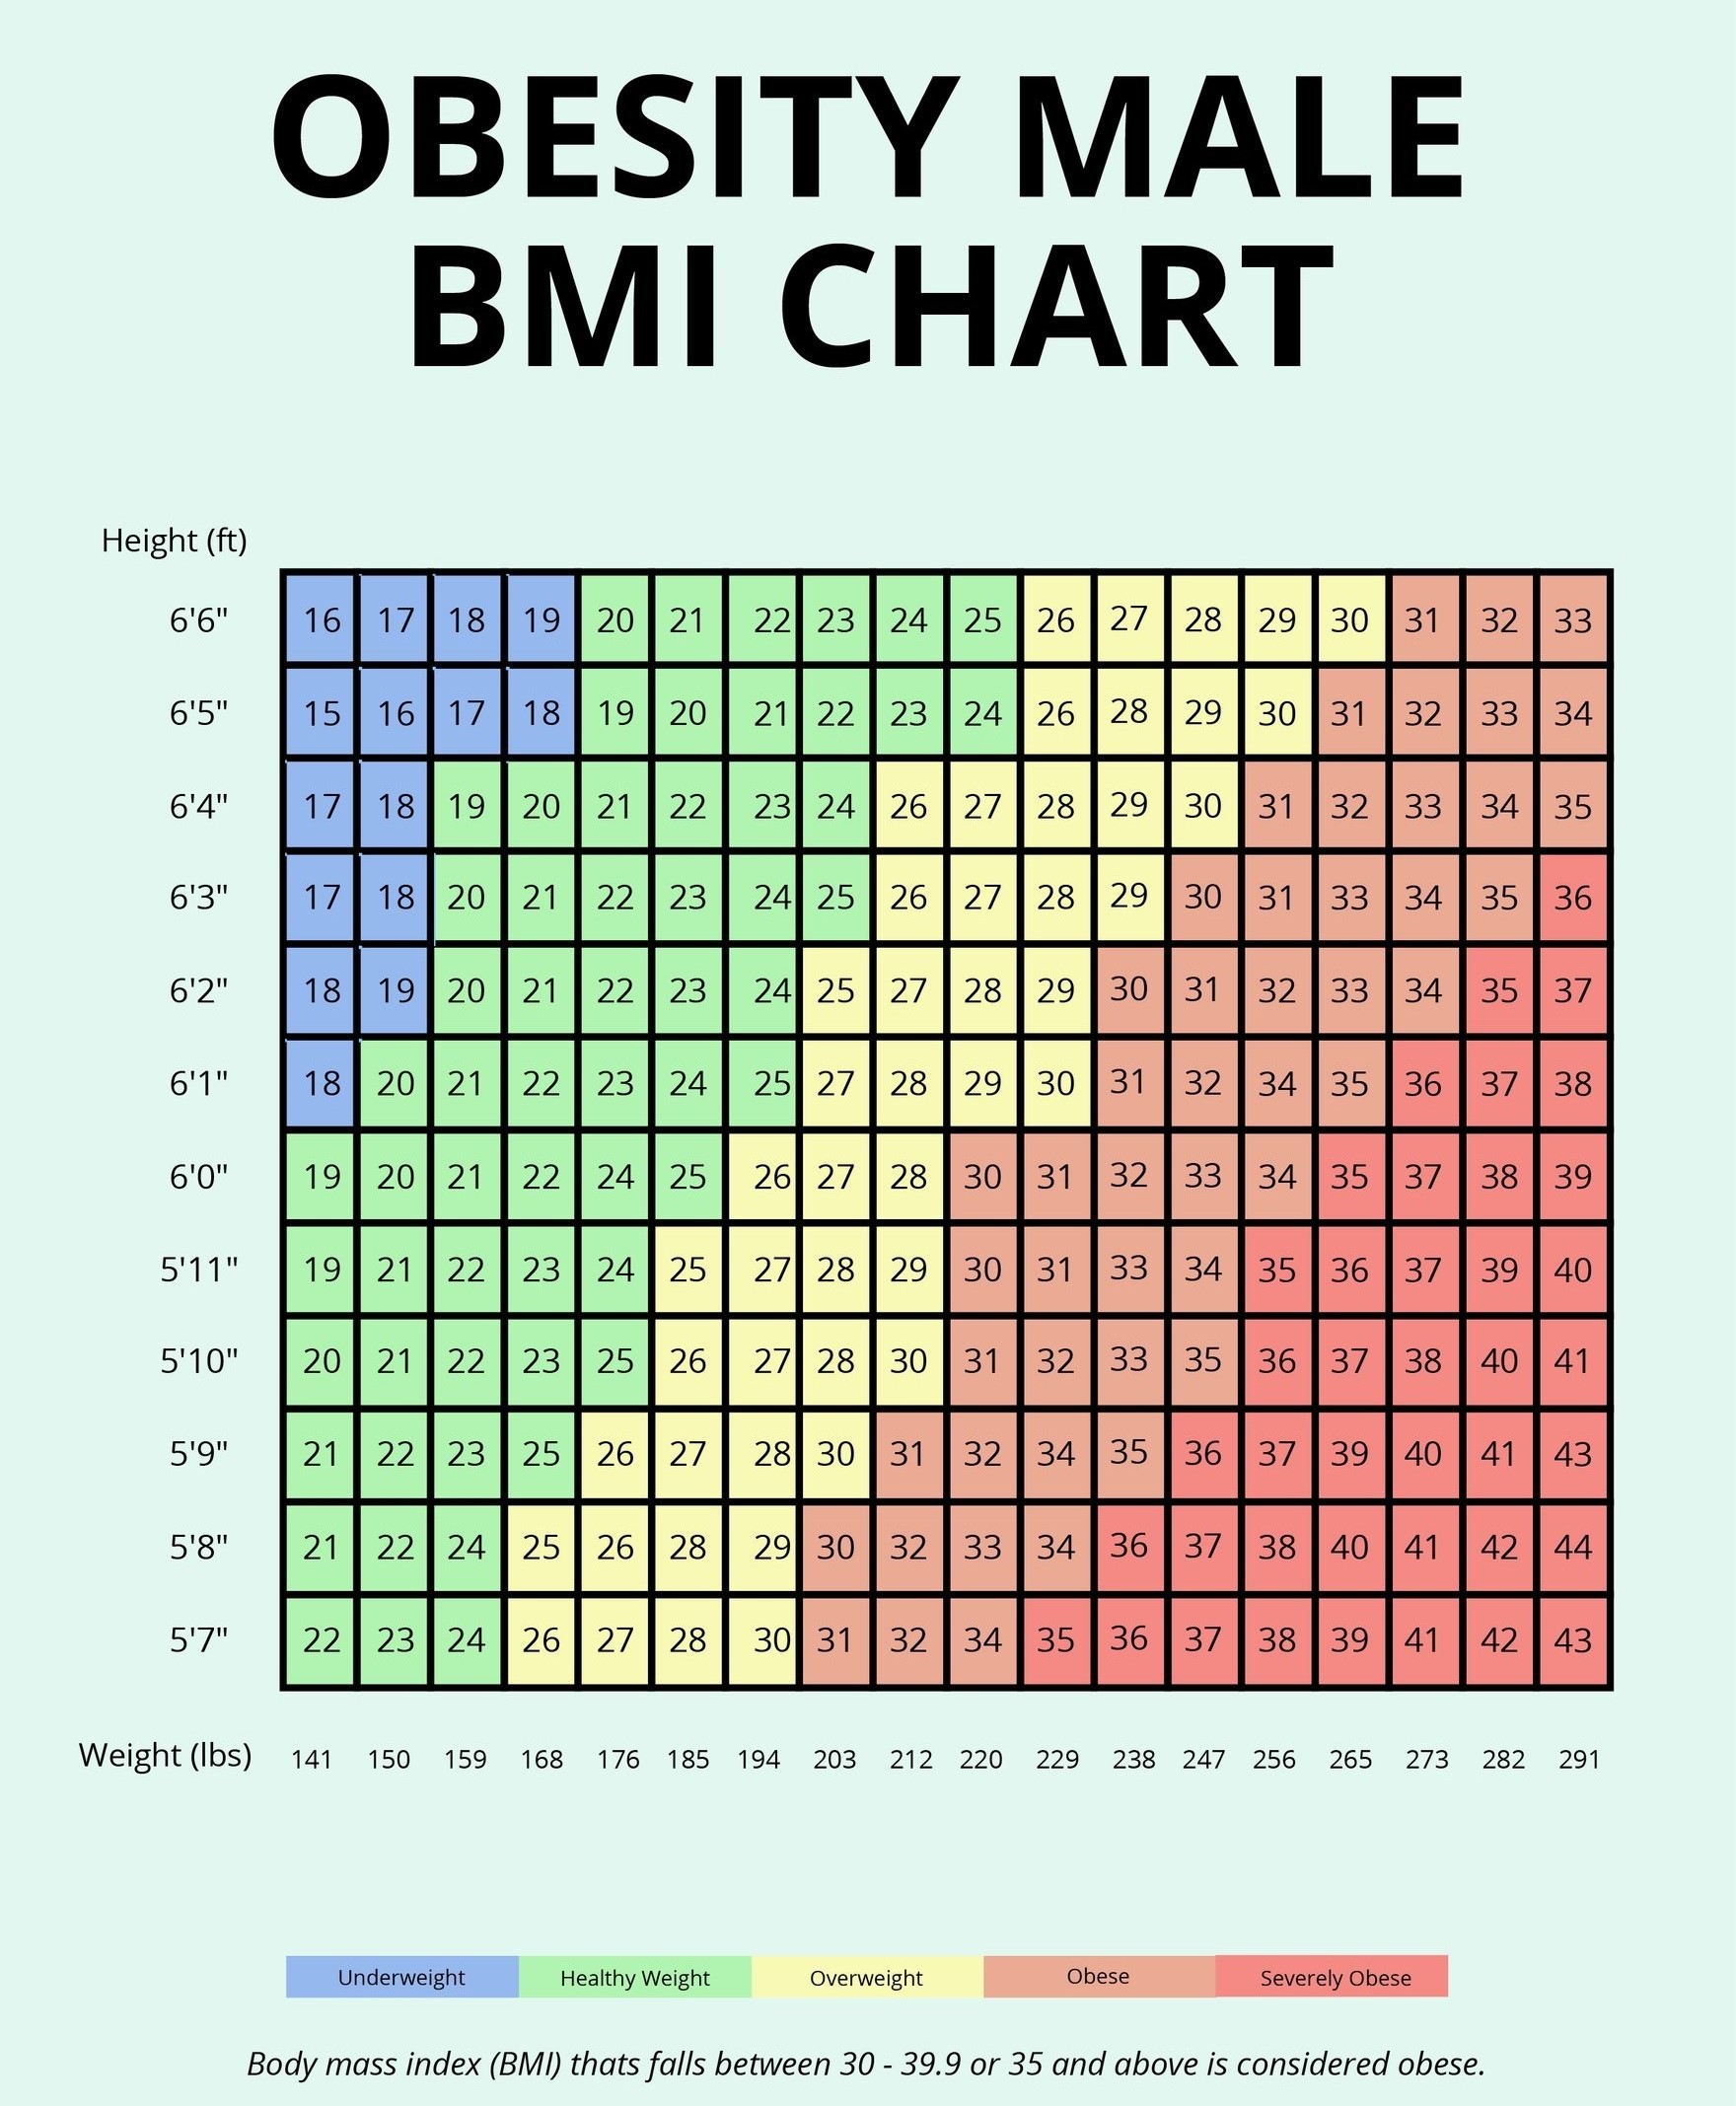 OBESITY MALE
BMI CHART
Height (ft)
6'6" 16 17 18 19 20 21 22 23 24 25 26 27 28 29 30 31 32 33
6'5" 15 16 17 18 19 20 21 22 23 24 26 28 29 30 31 32 33 34
6'4" 17 18 19 20 21 22 23 24 26 27 28 29 30 31 32 33 34 35
6'3" 17 18 20 21 22 23 24 25 26 27 28 29 30 31 33 34 35 36
6'2" 18 19 20 21 22 23 24 25 27 28 29 30 31 32 33 34 35 37
6'1" 18 20 21 22 23 24 25 27 28 29 30 31 32 34 35 36 37 38
6'0" 19 20 21 22 24 25 26 27 28 30 31 32 33 34 35 37 38 39
5'11" 19 21 22 23 24 25 27 28 29 30 31 33 34 35 36 37 39 40
5'10" 20 21 22 23 25 26 27 28 30 31 32 33 35 36 37 38 40 41
5'9" 21 22 23 25 26 27 28 30 31 32 34 35 36 37 39 40 41 43
5'8" 21 22 24 25 26 28 29 30 32 33 34 36 37 38 40 41 42 44
5'7" 22 23 24 26 27 28 30 31 32 34 35 36 37 38 39 41 42 43
Weight (lbs) 141 150 159 168 176 185 194 203 212 220 229 238 247 256 265 273 282 291
Underweight Healthy Weight Overweight Obese Severely Obese
Body mass index (BMI) thats falls between 30 - 39.9 or 35 and above is considered obese.